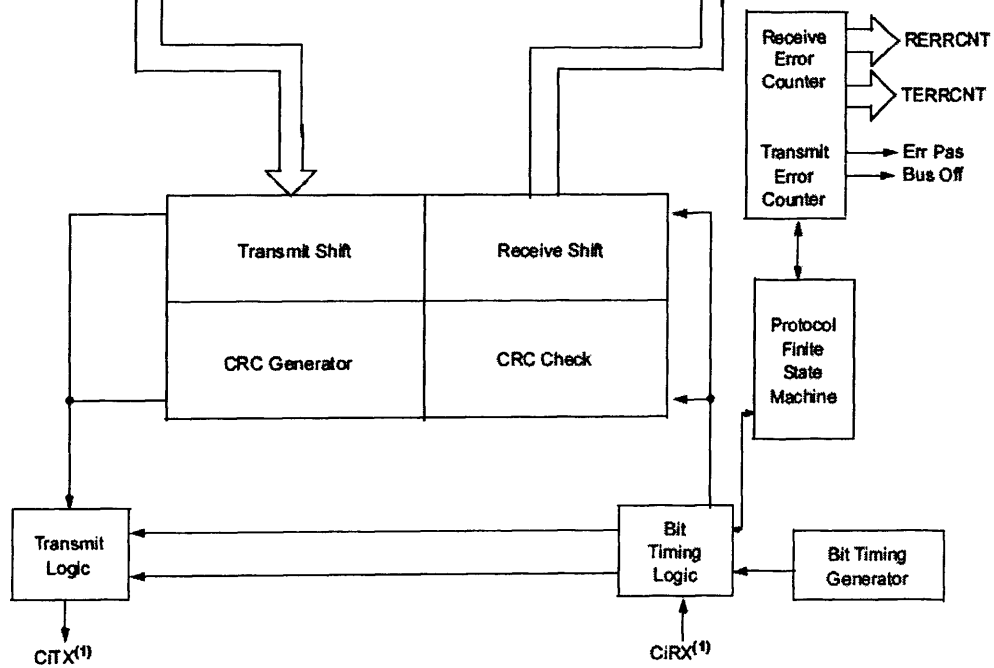 Receive
Error
Counter
RERRCNT
TERRCNT
Transmit
Error
Counter
Err Pas
Bus Off
Transmit Shift
Receive Shift
CRC Generator
CRC Check
Protocol
Finite
State
Machine
Transmit
Logic
Bit
Timing
Logic
Bit Timing
Generator
CiTX(1)
CiRX(1)